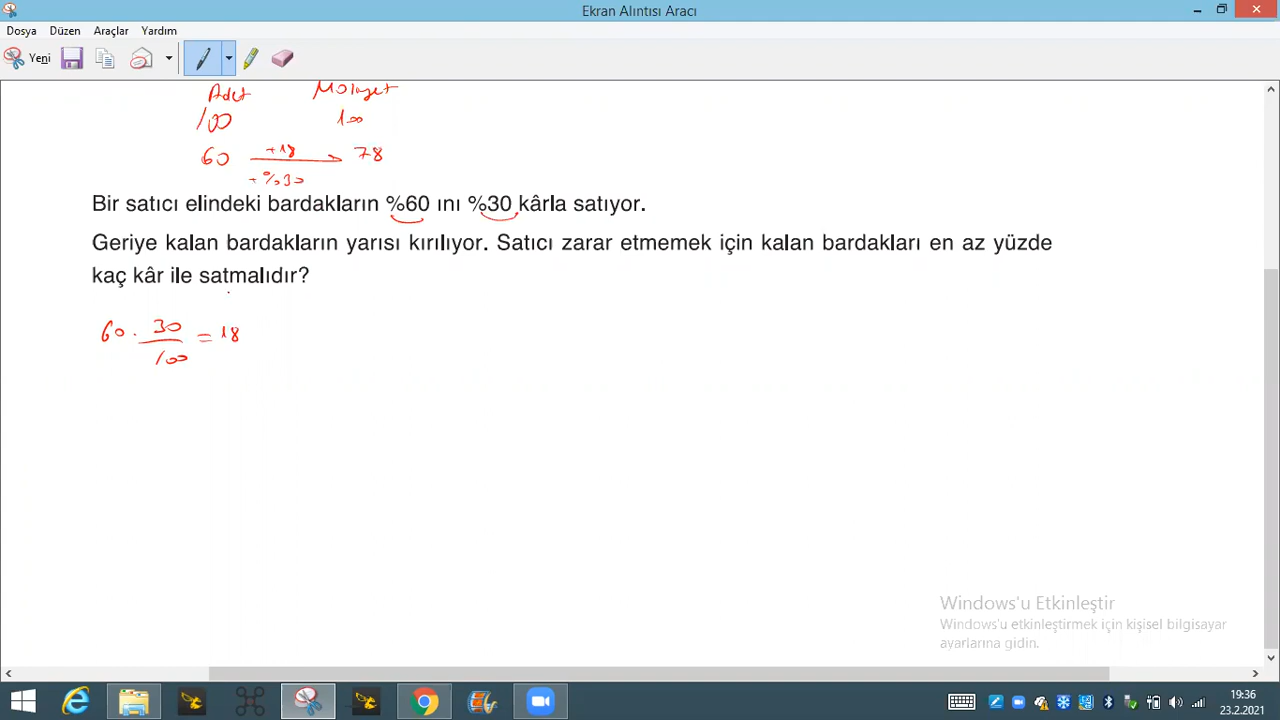 Ekran Alıntısı Aracı
Dosya Düzen Araçlar Yardım
Yeni
Adet Maliyet
100 100
60 +18 78
+%30
Bir satıcı elindeki bardakların %60 ını %30 kârla satıyor.
Geriye kalan bardakların yarısı kırılıyor. Satıcı zarar etmemek için kalan bardakları en az yüzde
kaç kâr ile satmalıdır?
60 · 30/100 = 18
Windows'u Etkinleştir
Windows'u etkinleştirmek için kişisel bilgisayar
ayarlarına gidin.
19:36
23.2.2021